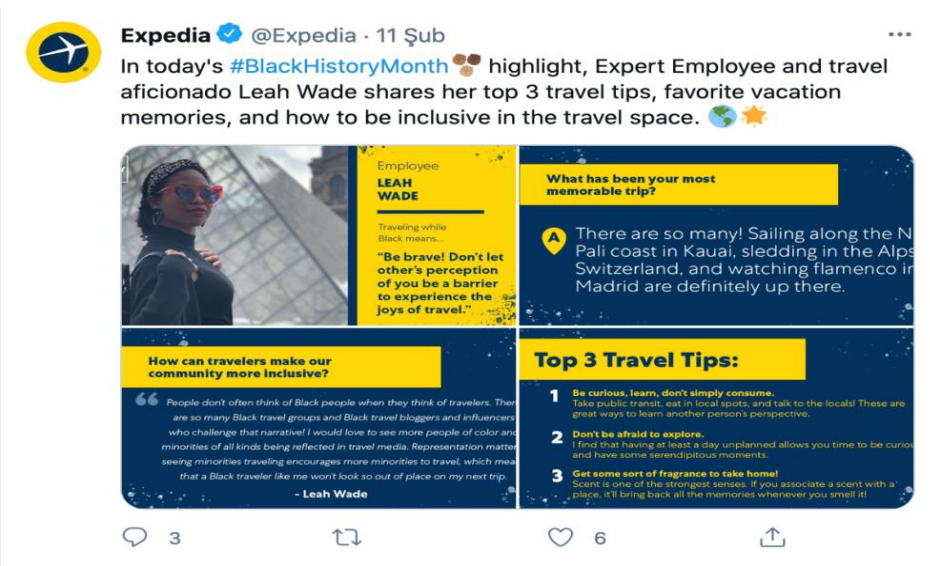 Expedia @Expedia · 11 Şub
In today's #BlackHistoryMonth highlight, Expert Employee and travel
aficionado Leah Wade shares her top 3 travel tips, favorite vacation
memories, and how to be inclusive in the travel space.
Employee
LEAH
WADE
Traveling while
Black means...
"Be brave! Don't let
other's perception
of you be a barrier
to experience the
joys of travel."
What has been your most
memorable trip?
A
There are so many! Sailing along the N
Pali coast in Kauai, sledding in the Alps
Switzerland, and watching flamenco in
Madrid are definitely up there.
How can travelers make our
community more inclusive?
People don't often think of Black people when they think of travelers. Ther
are so many Black travel groups and Black travel bloggers and influencers
who challenge that narrative! I would love to see more people of color and
minorities of all kinds being reflected in travel media. Representation matter
seeing minorities traveling encourages more minorities to travel, which mea
that a Black traveler like me won't look so out of place on my next trip.
- Leah Wade
Top 3 Travel Tips:
1 Be curious, learn, don't simply consume.
Take public transit, eat in local spots, and talk to the locals! These are
great ways to learn another person's perspective.
2 Don't be afraid to explore.
I find that having at least a day unplanned allows you time to be curiou
and have some serendipitous moments.
3 Get some sort of fragrance to take home!
Scent is one of the strongest senses. If you associate a scent with a
place, it'll bring back all the memories whenever you smell it!
3 6